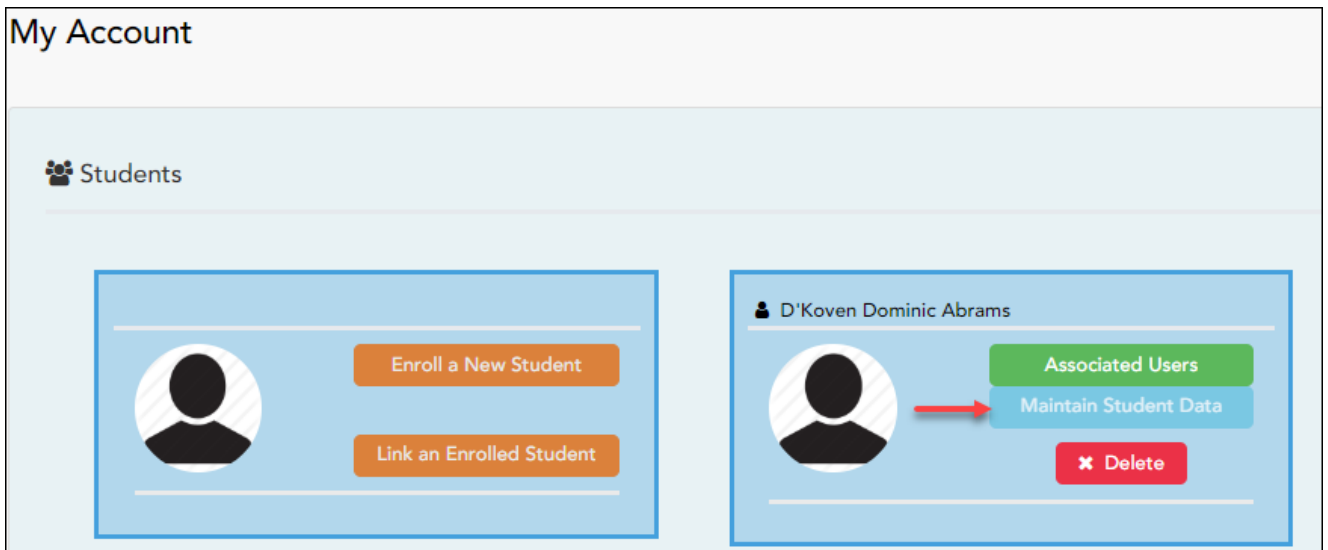 My Account
Students
Enroll a New Student
Link an Enrolled Student
D'Koven Dominic Abrams
Associated Users
Maintain Student Data
Delete